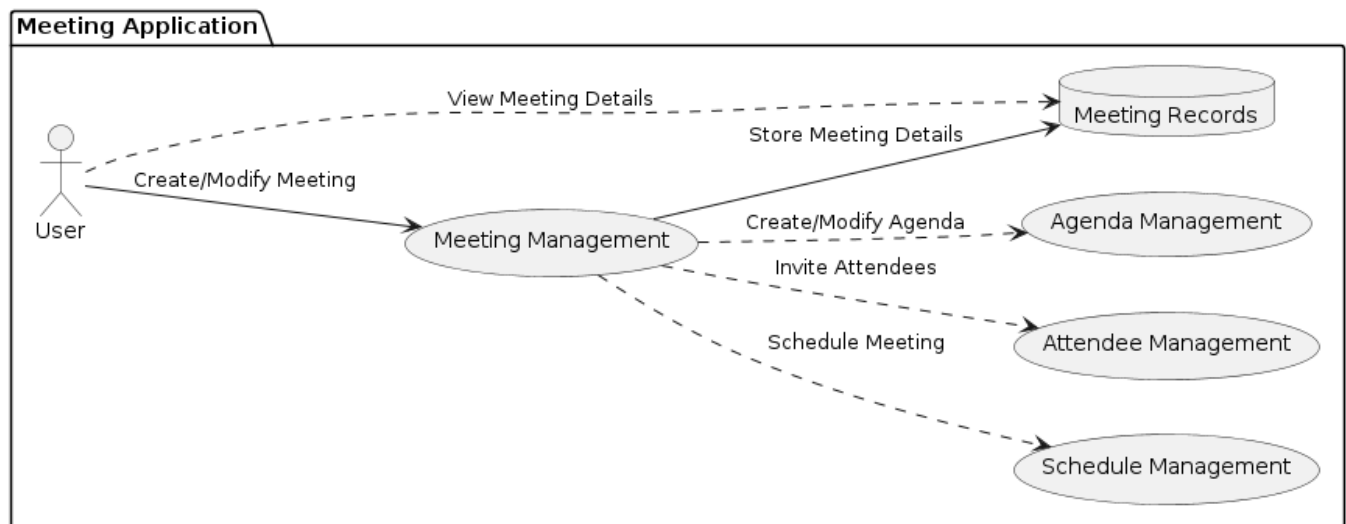 Meeting Application
View Meeting Details
Meeting Records
Store Meeting Details
Create/Modify Meeting
User
Meeting Management
Create/Modify Agenda
Agenda Management
Invite Attendees
Attendee Management
Schedule Meeting
Schedule Management